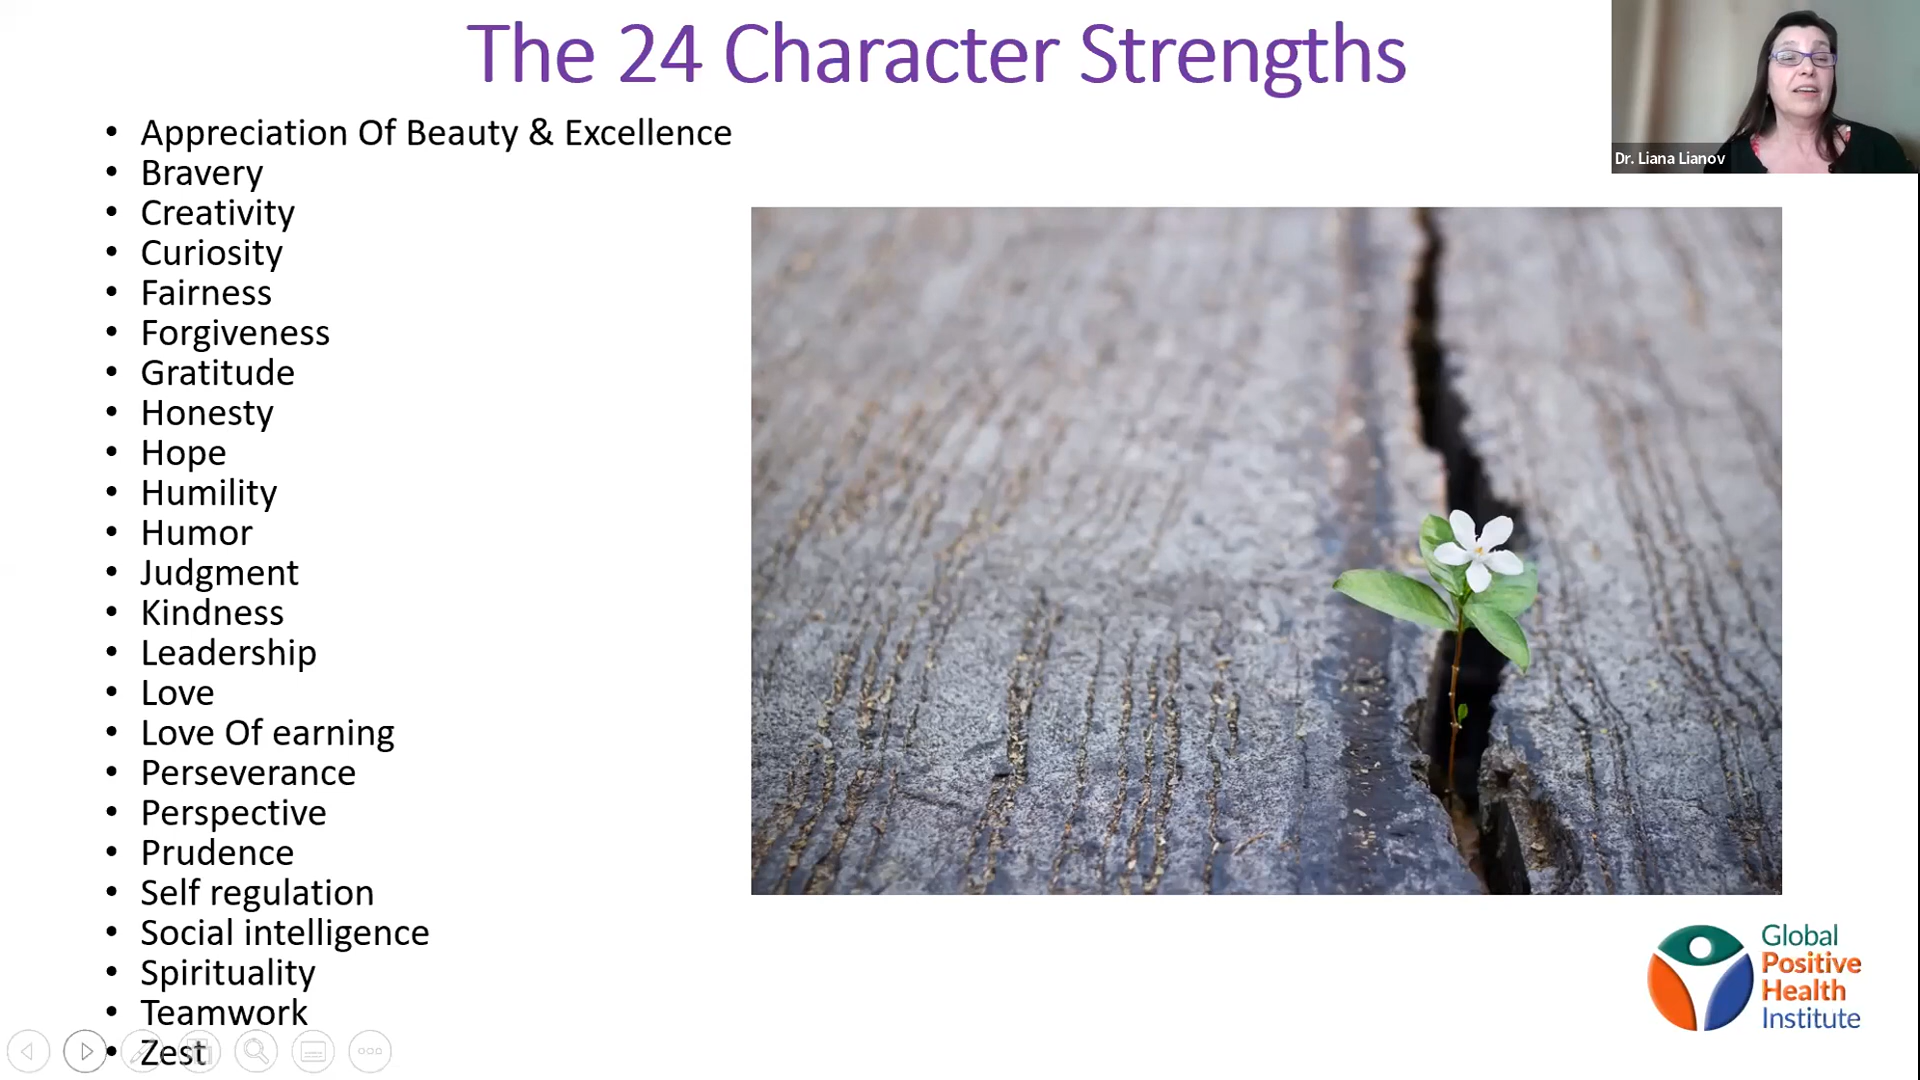 The 24 Character Strengths
• Appreciation Of Beauty & Excellence
• Bravery
• Creativity
• Curiosity
• Fairness
• Forgiveness
• Gratitude
• Honesty
• Hope
• Humility
• Humor
• Judgment
• Kindness
• Leadership
• Love
• Love Of earning
• Perseverance
• Perspective
• Prudence
• Self regulation
• Social intelligence
• Spirituality
• Teamwork
• Zest
Dr. Liana Lianov
Global
Positive
Health
Institute